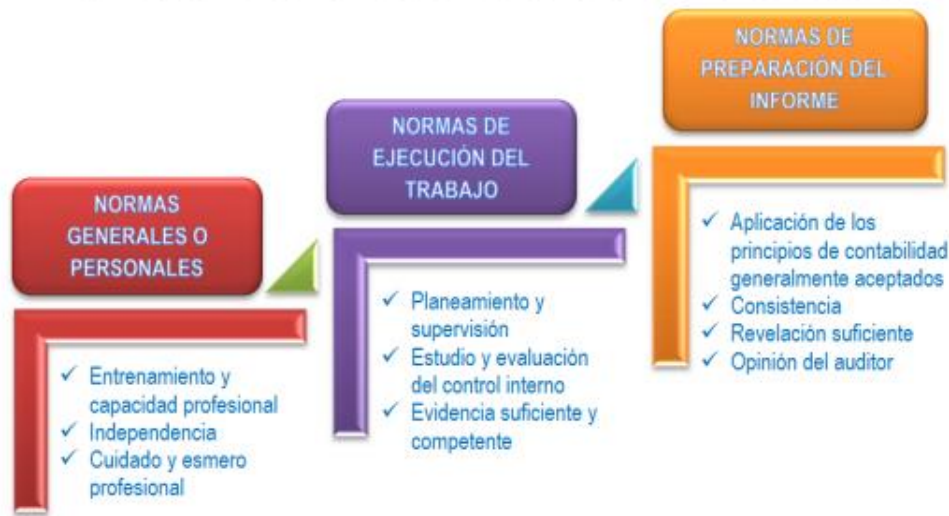 NORMAS
GENERALES O
PERSONALES
✓ Entrenamiento y
capacidad profesional
✓ Independencia
✓ Cuidado y esmero
profesional
NORMAS DE
EJECUCIÓN DEL
TRABAJO
✓ Planeamiento y
supervisión
✓ Estudio y evaluación
del control interno
✓ Evidencia suficiente y
competente
NORMAS DE
PREPARACIÓN DEL
INFORME
✓ Aplicación de los
principios de contabilidad
generalmente aceptados
✓ Consistencia
✓ Revelación suficiente
✓ Opinión del auditor